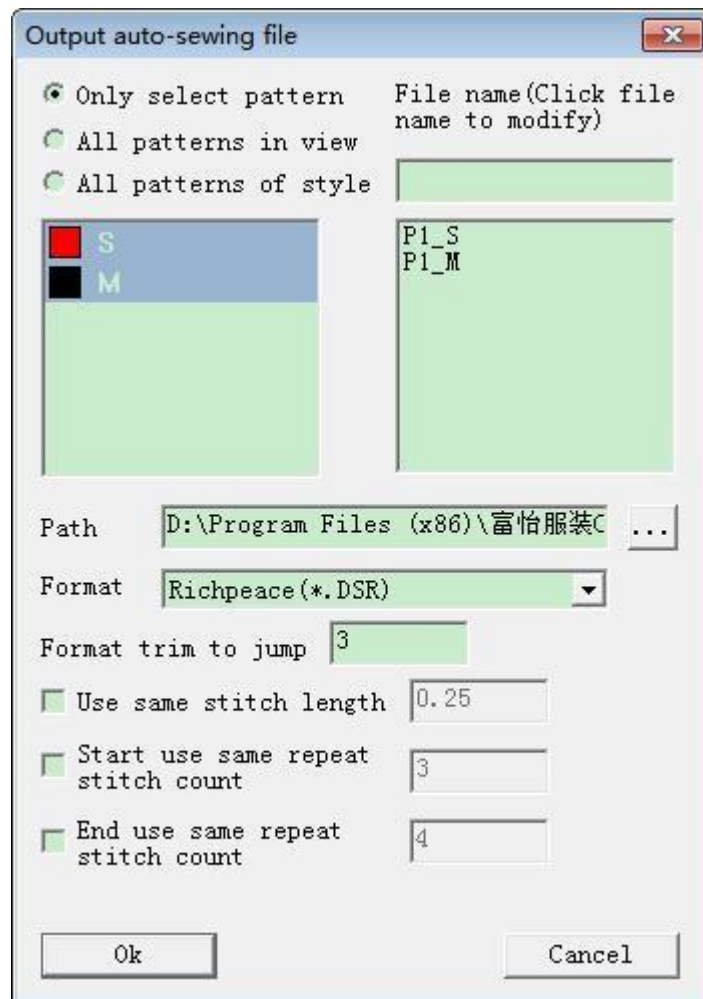 Output auto-sewing file
Only select pattern
All patterns in view
All patterns of style
File name(Click file
name to modify)
S
M
P1_S
P1_M
Path
D:\Program Files (x86)\富怡服装C
...
Format
Richpeace(*.DSR)
Format trim to jump
3
Use same stitch length
0.25
Start use same repeat
stitch count
3
End use same repeat
stitch count
4
Ok
Cancel